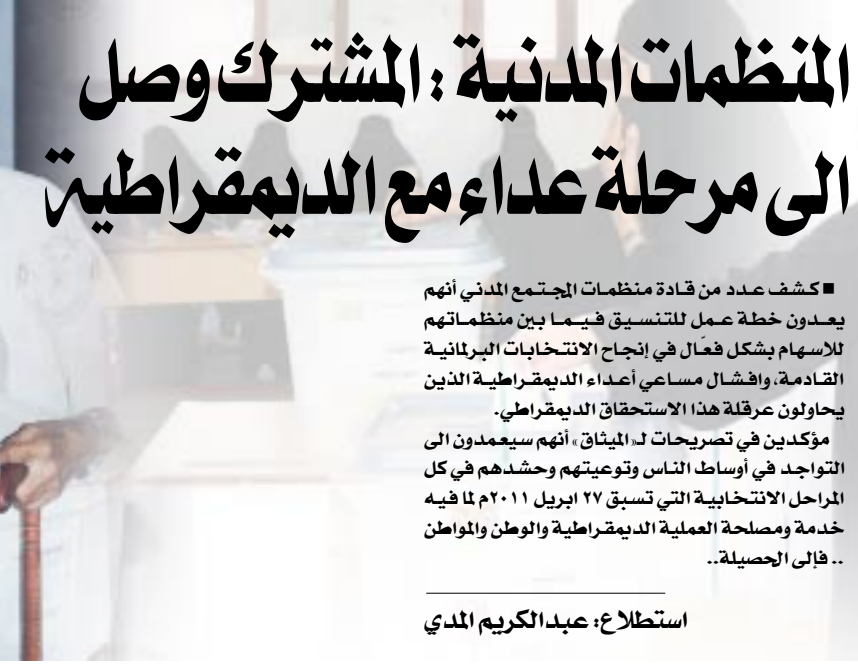 المنظمات المدنية : المشترك وصل
الى مرحلة عداء مع الديمقراطية
■ كشف عدد من قادة منظمات المجتمع المدني أنهم
يعدون خطة عمل للتنسيق فيما بين منظماتهم
للاسهام بشكل فعّال في إنجاح الانتخابات البرلمانية
القادمة، وافشال مساعي أعداء الديمقراطية الذين
يحاولون عرقلة هذا الاستحقاق الديمقراطي.
مؤكدين في تصريحات لـ«الميثاق» أنهم سيعمدون الى
التواجد في أوساط الناس وتوعيتهم وحشدهم في كل
المراحل الانتخابية التي تسبق ٢٧ ابريل ٢٠١١م لما فيه
خدمة ومصلحة العملية الديمقراطية والوطن والمواطن
.. فإلى الحصيلة..
استطلاع: عبدالكريم المدي